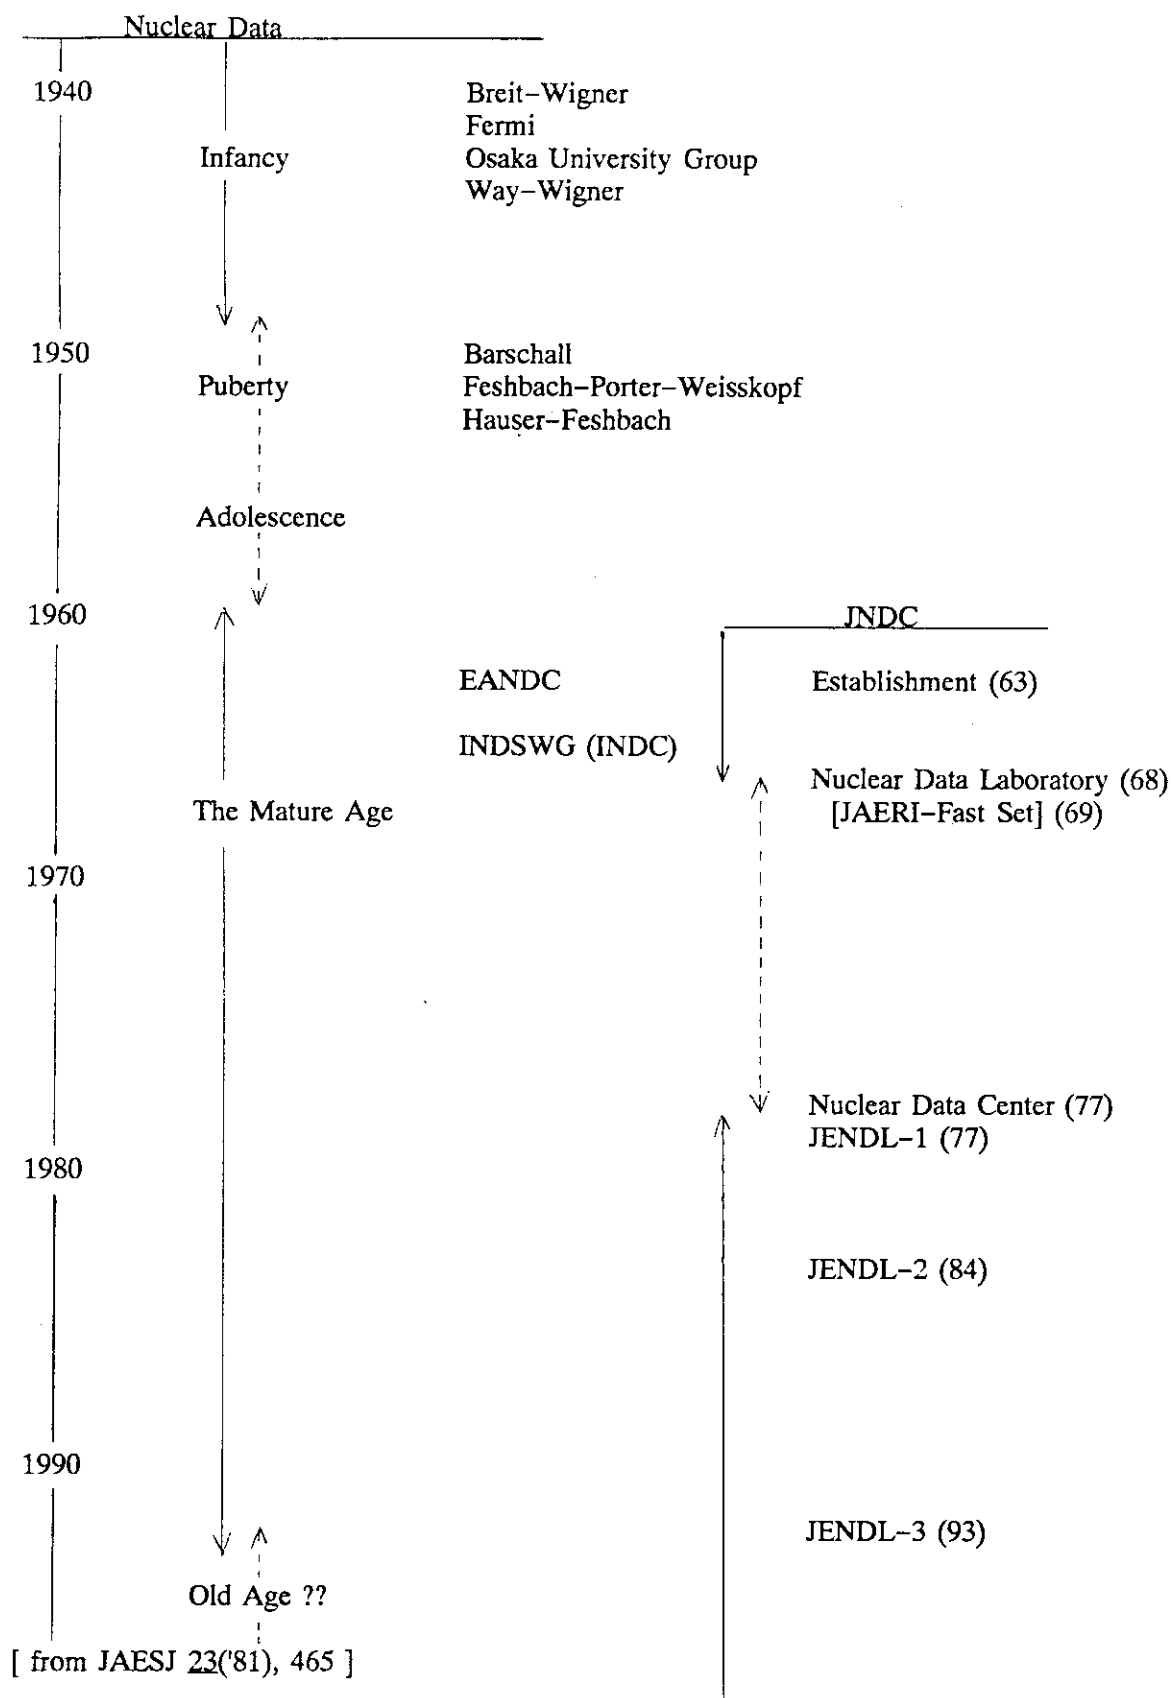 Nuclear Data
1940
Breit–Wigner
Fermi
Infancy
Osaka University Group
Way–Wigner
1950
Barschall
Puberty
Feshbach–Porter–Weisskopf
Hauser–Feshbach
Adolescence
1960
JNDC
EANDC
Establishment (63)
INDSWG (INDC)
Nuclear Data Laboratory (68)
The Mature Age
[JAERI–Fast Set] (69)
1970
Nuclear Data Center (77)
JENDL–1 (77)
1980
JENDL–2 (84)
1990
JENDL–3 (93)
Old Age ??
[ from JAESJ 23('81), 465 ]